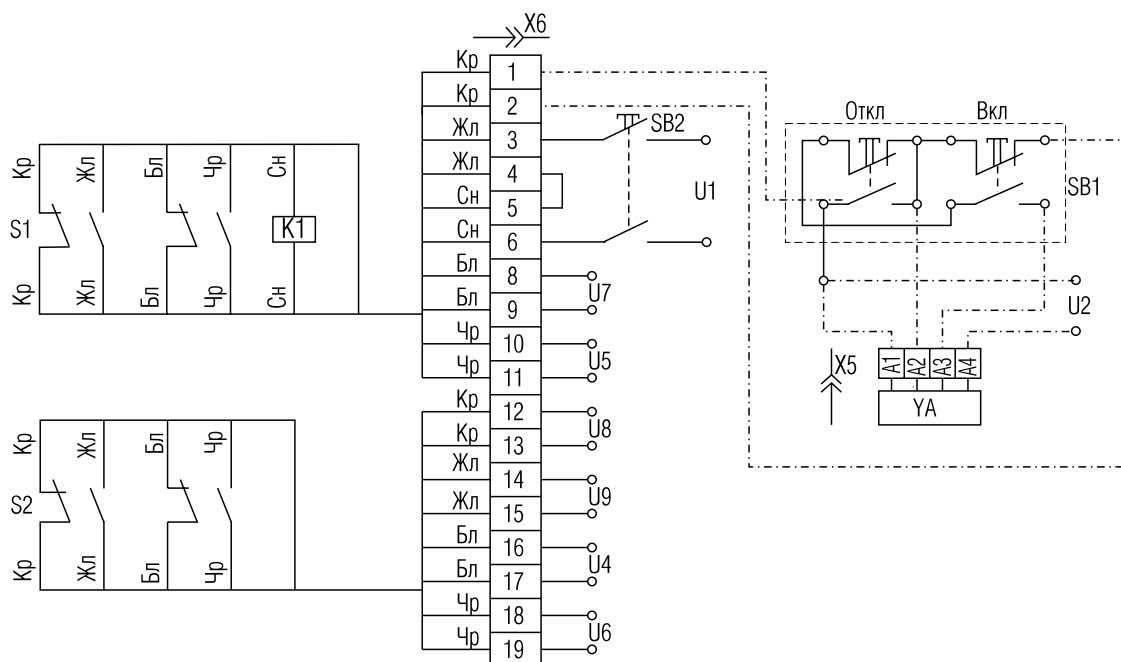 X6
Кр 1
Кр 2
Жл 3
Жл 4
Сн 5
Сн 6
Бл 8
Бл 9
Чр 10
Чр 11
Кр 12
Кр 13
Жл 14
Жл 15
Бл 16
Бл 17
Чр 18
Чр 19
Кр Жл Бл Чр Сн
S1
K1
Кр Жл Бл Чр Сн
Кр Жл Бл Чр
S2
Кр Жл Бл Чр
SB2
U1
U7
U5
U8
U9
U4
U6
Откл Вкл
SB1
U2
X5
A1 A2 A3 A4
YA